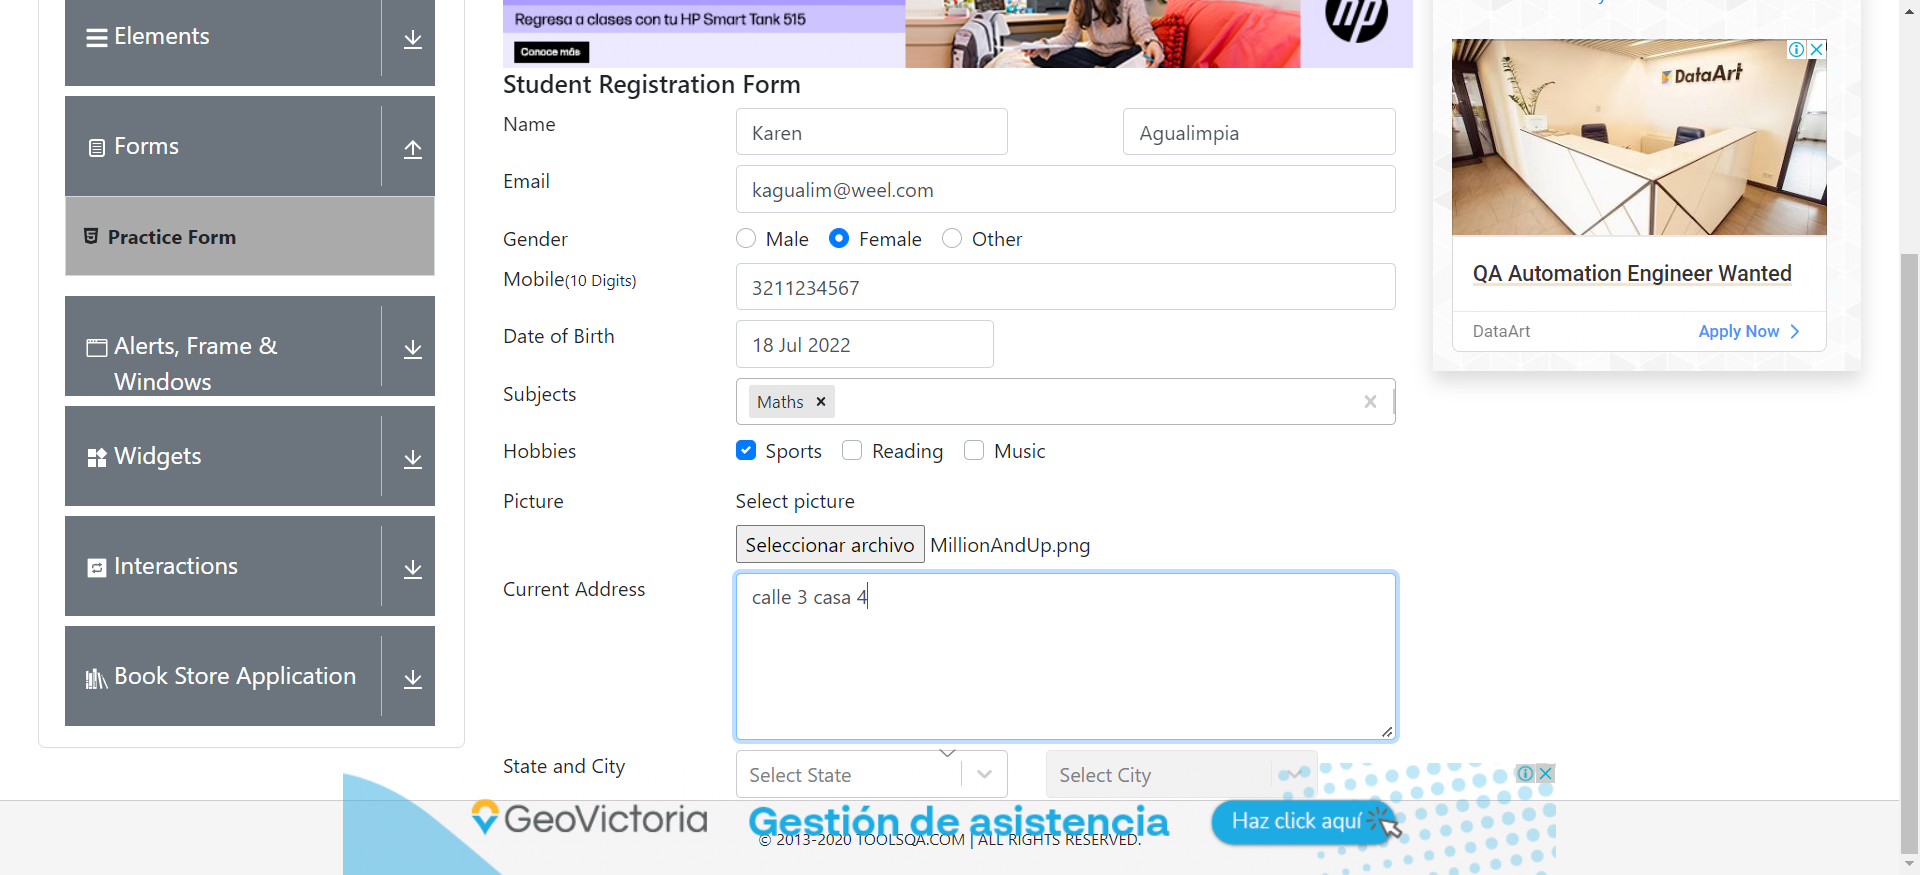 Elements
Forms
Practice Form
Alerts, Frame &
Windows
Widgets
Interactions
Book Store Application
Regresa a clases con tu HP Smart Tank 515
Conoce más
hp
Student Registration Form
Name
Karen
Agualimpia
Email
kagualim@weel.com
Gender
Male
Female
Other
Mobile(10 Digits)
3211234567
Date of Birth
18 Jul 2022
Subjects
Maths
Hobbies
Sports
Reading
Music
Picture
Select picture
Seleccionar archivo MillionAndUp.png
Current Address
calle 3 casa 4
State and City
Select State
Select City
DataArt
QA Automation Engineer Wanted
DataArt
Apply Now
GeoVictoria
Gestión de asistencia
Haz click aquí
© 2013-2020 TOOLSQA.COM | ALL RIGHTS RESERVED.